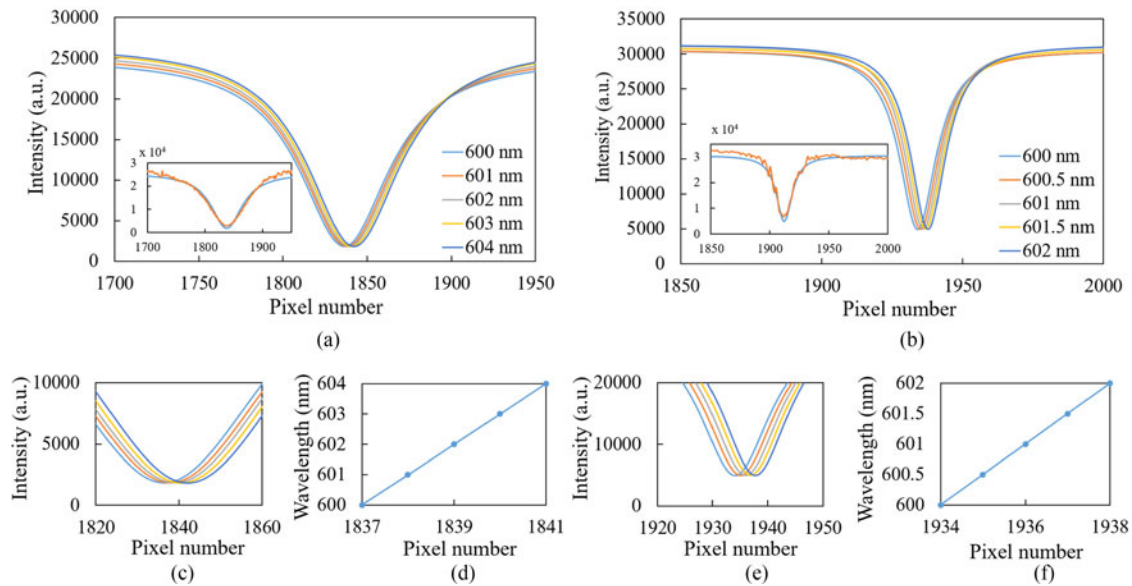 30000
25000
20000
15000
10000
5000
0
Intensity (a.u.)
1700 1750 1800 1850 1900 1950
Pixel number
x 10⁴
3
2
1
0
1700 1800 1900
600 nm
601 nm
602 nm
603 nm
604 nm
(a)
35000
30000
25000
20000
15000
10000
5000
0
Intensity (a.u.)
1850 1900 1950 2000
Pixel number
x 10⁴
3
2
1
0
1850 1900 1950 2000
600 nm
600.5 nm
601 nm
601.5 nm
602 nm
(b)
10000
5000
0
Intensity (a.u.)
1820 1840 1860
Pixel number
(c)
604
603
602
601
600
Wavelength (nm)
1837 1839 1841
Pixel number
(d)
20000
10000
0
Intensity (a.u.)
1920 1930 1940 1950
Pixel number
(e)
602
601.5
601
600.5
600
Wavelength (nm)
1934 1936 1938
Pixel number
(f)